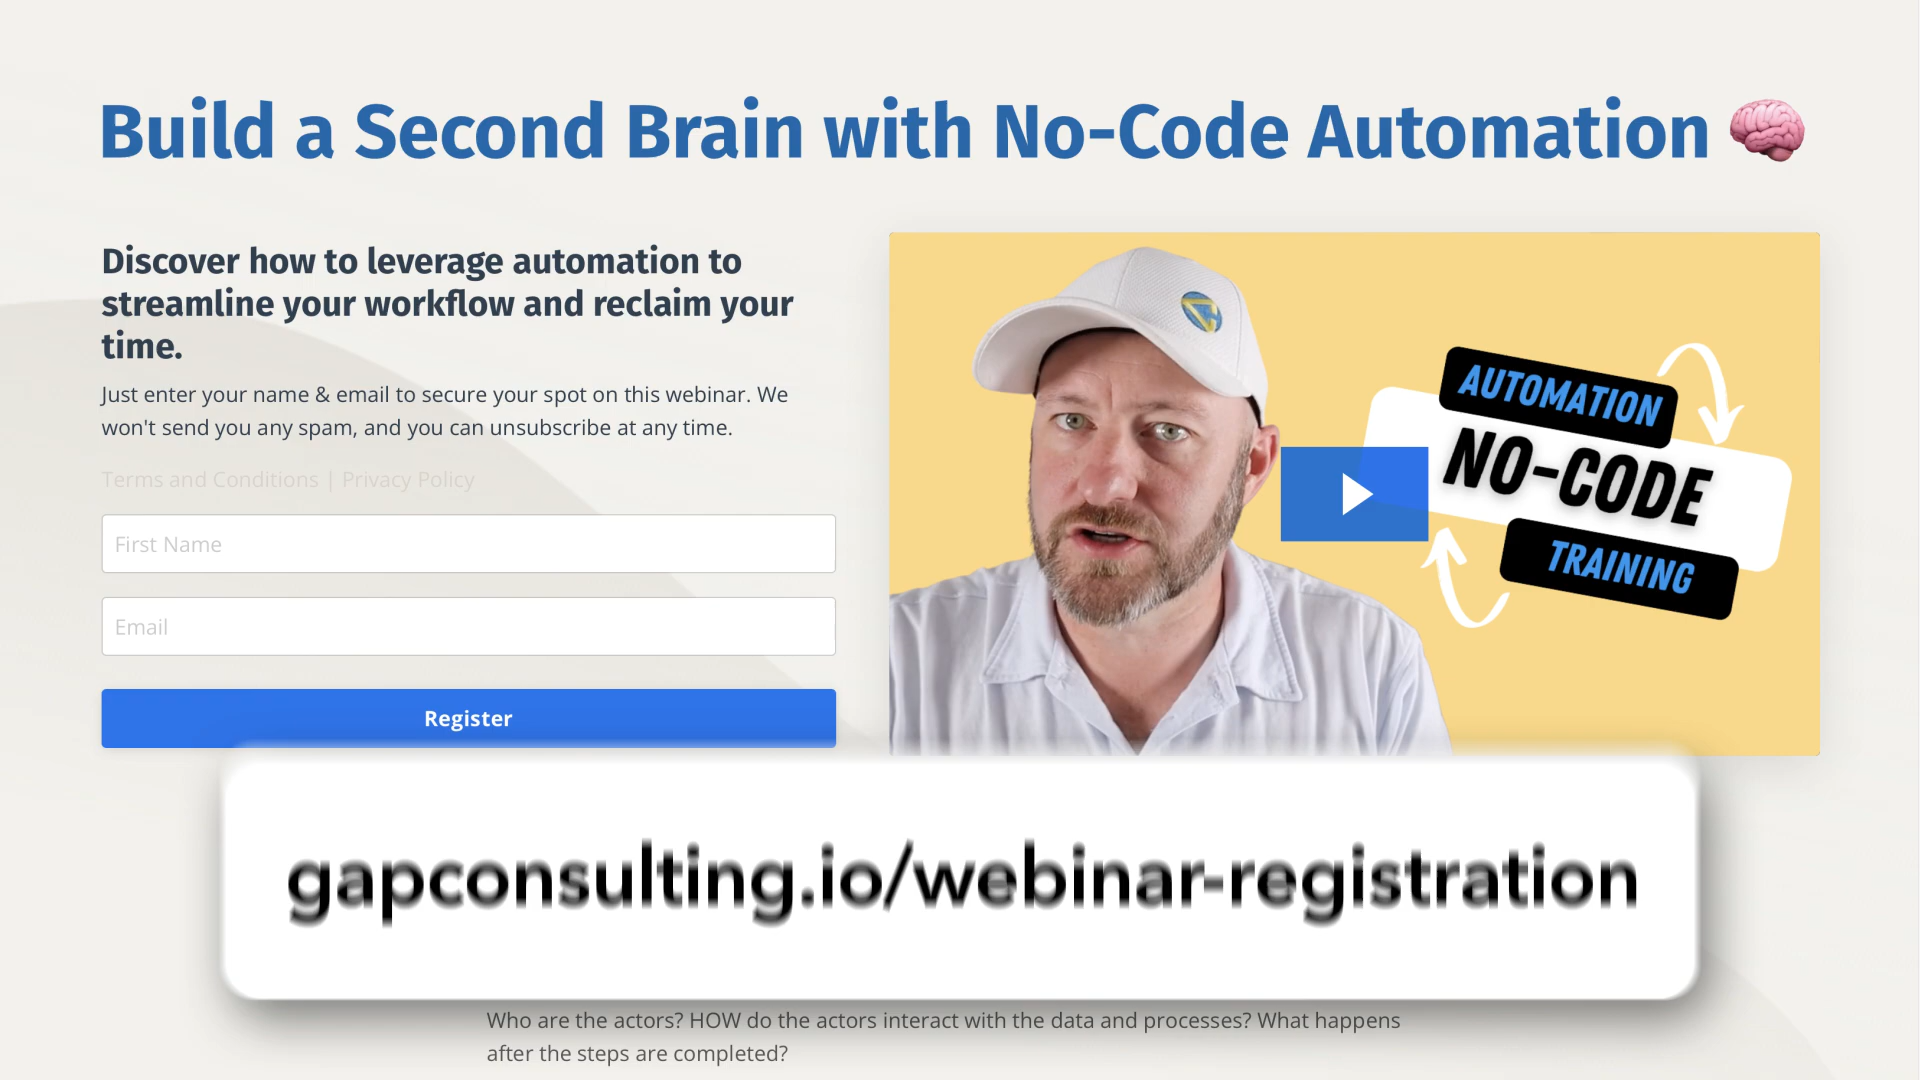 Build a Second Brain with No-Code Automation
Discover how to leverage automation to
streamline your workflow and reclaim your
time.
Just enter your name & email to secure your spot on this webinar. We
won't send you any spam, and you can unsubscribe at any time.
Terms and Conditions | Privacy Policy
First Name
Email
Register
AUTOMATION
NO-CODE
TRAINING
gapconsulting.io/webinar-registration
Who are the actors? HOW do the actors interact with the data and processes? What happens
after the steps are completed?